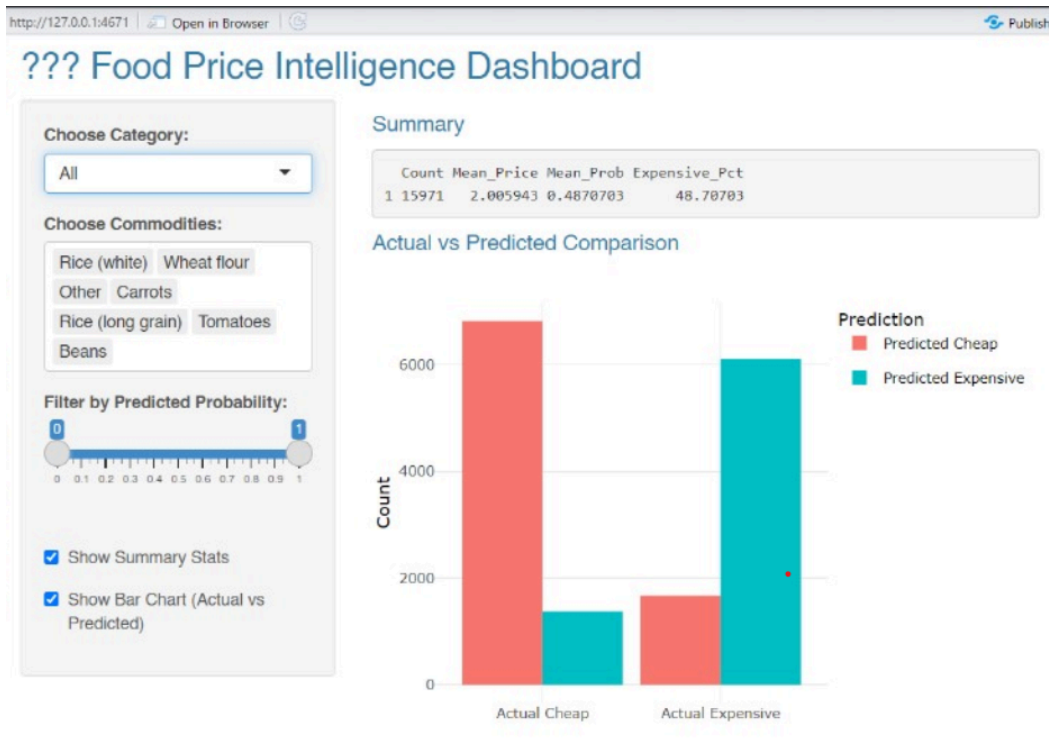 http://127.0.0.1:4671 Open in Browser Publish
??? Food Price Intelligence Dashboard
Choose Category:
All
Choose Commodities:
Rice (white) Wheat flour
Other Carrots
Rice (long grain) Tomatoes
Beans
Filter by Predicted Probability:
0 1
0 0.1 0.2 0.3 0.4 0.5 0.6 0.7 0.8 0.9 1
Show Summary Stats
Show Bar Chart (Actual vs
Predicted)
Summary
Count Mean_Price Mean_Prob Expensive_Pct
1 15971 2.005943 0.4870703 48.70703
Actual vs Predicted Comparison
Prediction
Predicted Cheap
Predicted Expensive
Count
6000
4000
2000
0
Actual Cheap Actual Expensive